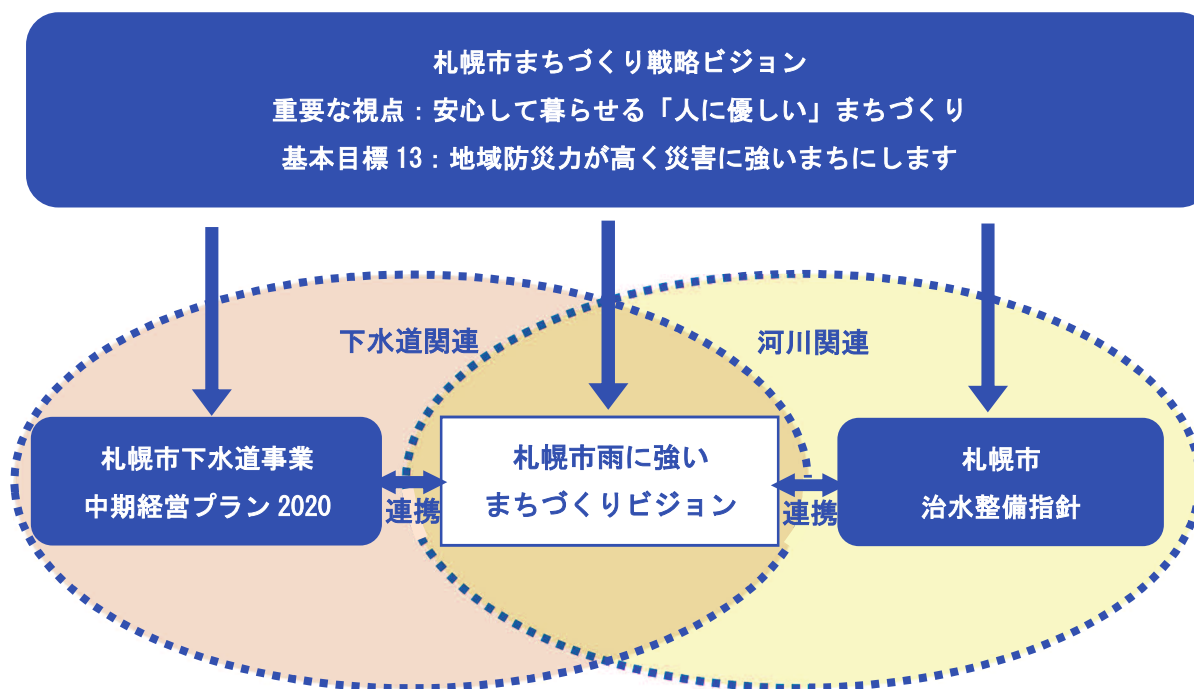 札幌市まちづくり戦略ビジョン
重要な視点：安心して暮らせる「人に優しい」まちづくり
基本目標 13：地域防災力が高く災害に強いまちにします
下水道関連
河川関連
札幌市下水道事業
中期経営プラン 2020
連携
札幌市雨に強い
まちづくりビジョン
連携
札幌市
治水整備指針